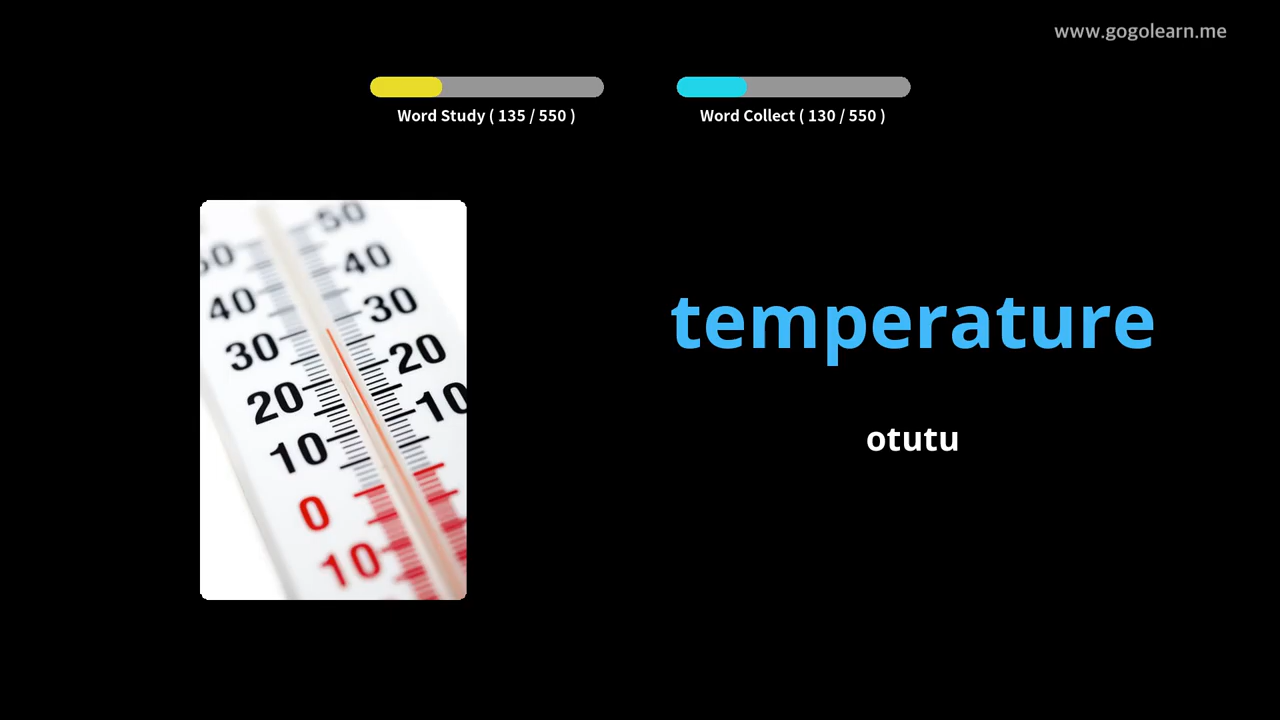 www.gogolearn.me
Word Study ( 135 / 550 )
Word Collect ( 130 / 550 )
50
40
40
30
30
20
20
10
10
0
10
temperature
otutu